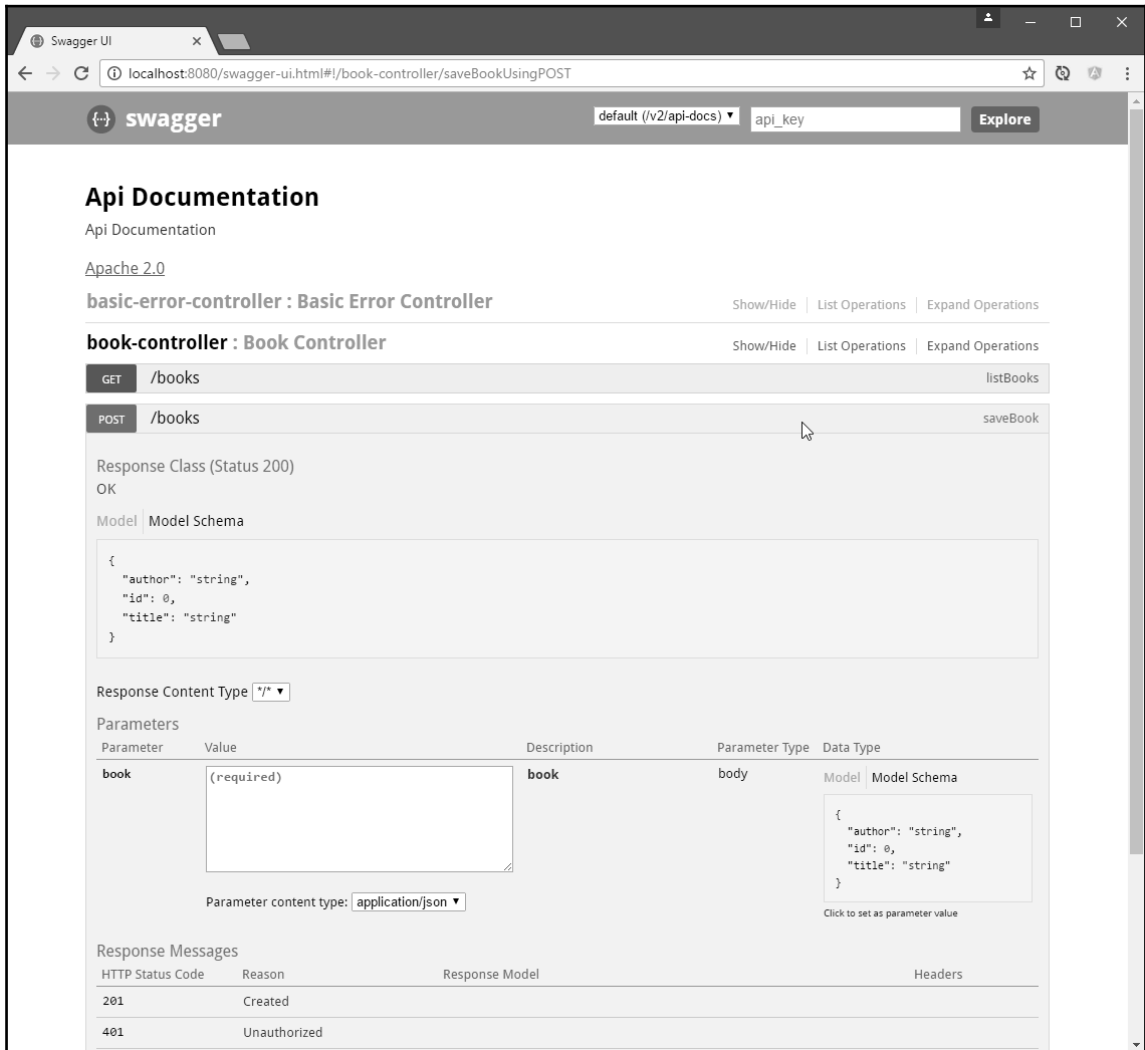 Swagger UI
localhost:8080/swagger-ui.html#!/book-controller/saveBookUsingPOST
{···} swagger default (/v2/api-docs) api_key Explore
Api Documentation
Api Documentation
Apache 2.0
basic-error-controller : Basic Error Controller Show/Hide List Operations Expand Operations
book-controller : Book Controller Show/Hide List Operations Expand Operations
GET /books listBooks
POST /books saveBook
Response Class (Status 200)
OK
Model Model Schema
{
"author": "string",
"id": 0,
"title": "string"
}
Response Content Type */*
Parameters
Parameter Value Description Parameter Type Data Type
book (required) book body Model Model Schema
{
"author": "string",
"id": 0,
"title": "string"
}
Parameter content type: application/json
Click to set as parameter value
Response Messages
HTTP Status Code Reason Response Model Headers
201 Created
401 Unauthorized